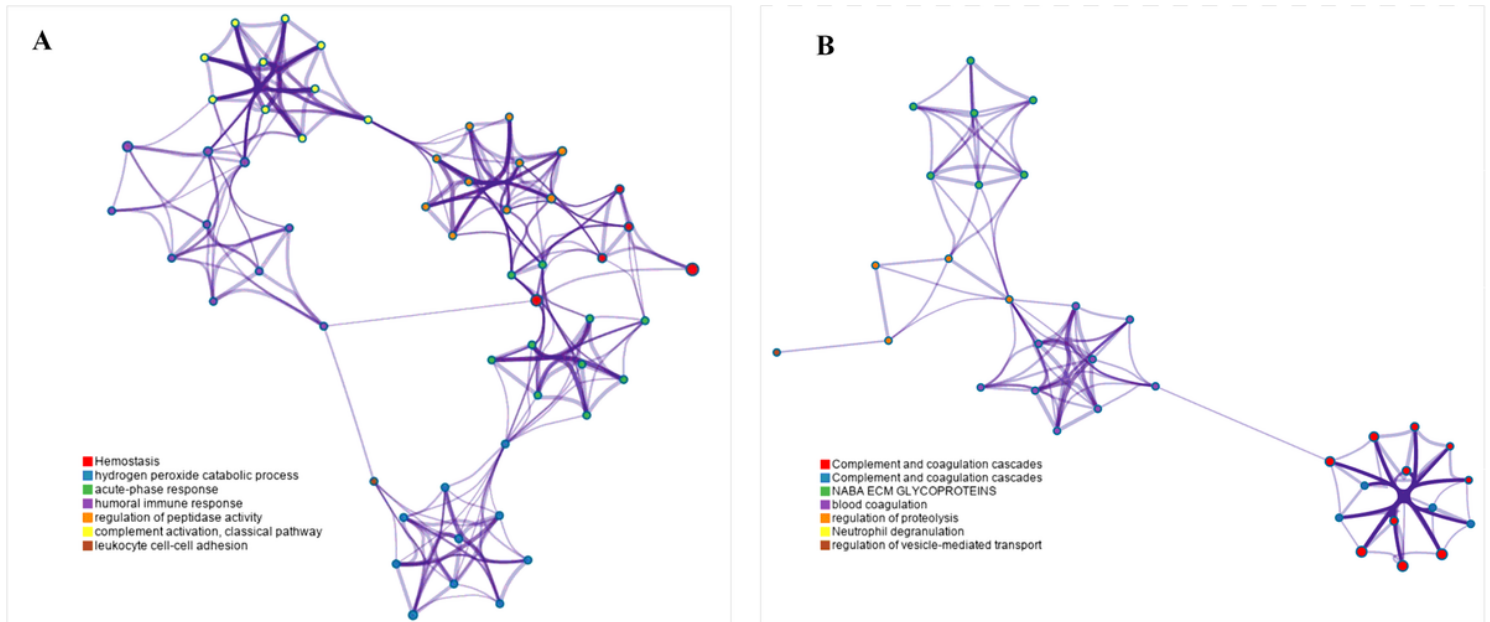 A
Hemostasis
hydrogen peroxide catabolic process
acute-phase response
humoral immune response
regulation of peptidase activity
complement activation, classical pathway
leukocyte cell-cell adhesion
B
Complement and coagulation cascades
Complement and coagulation cascades
NABA ECM GLYCOPROTEINS
blood coagulation
regulation of proteolysis
Neutrophil degranulation
regulation of vesicle-mediated transport